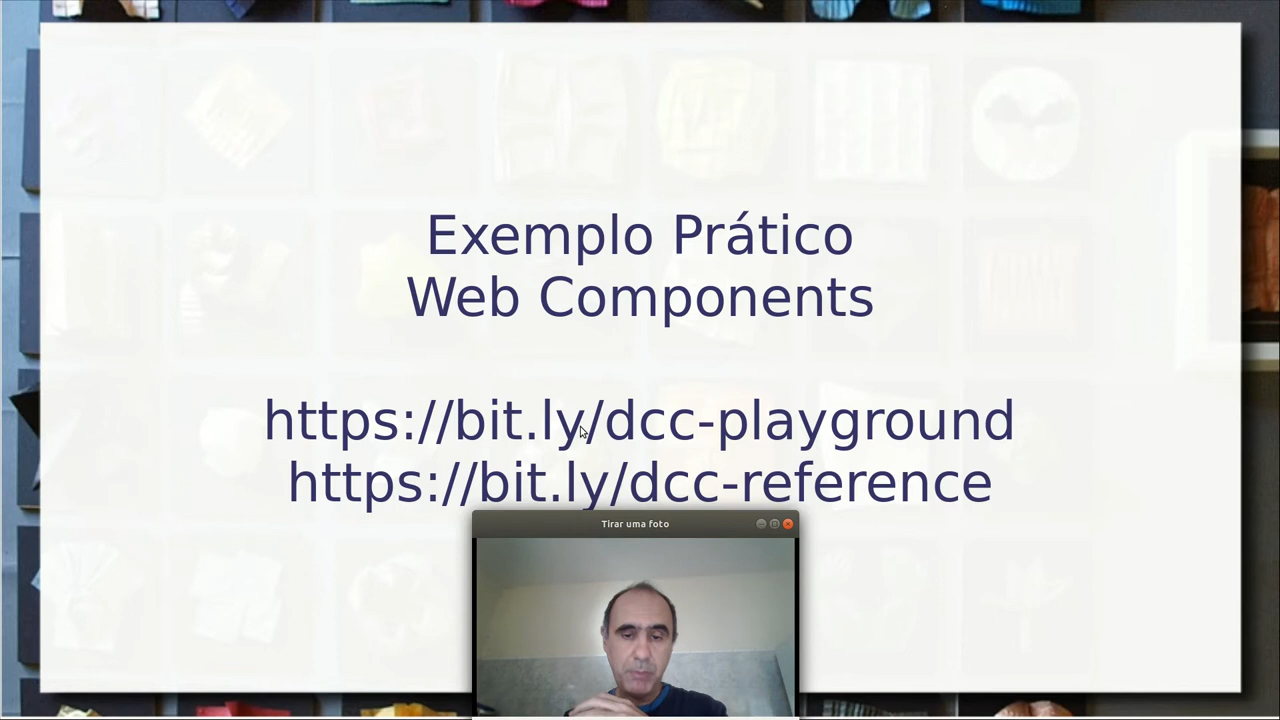 Exemplo Prático
Web Components
https://bit.ly/dcc-playground
https://bit.ly/dcc-reference
Tirar uma foto